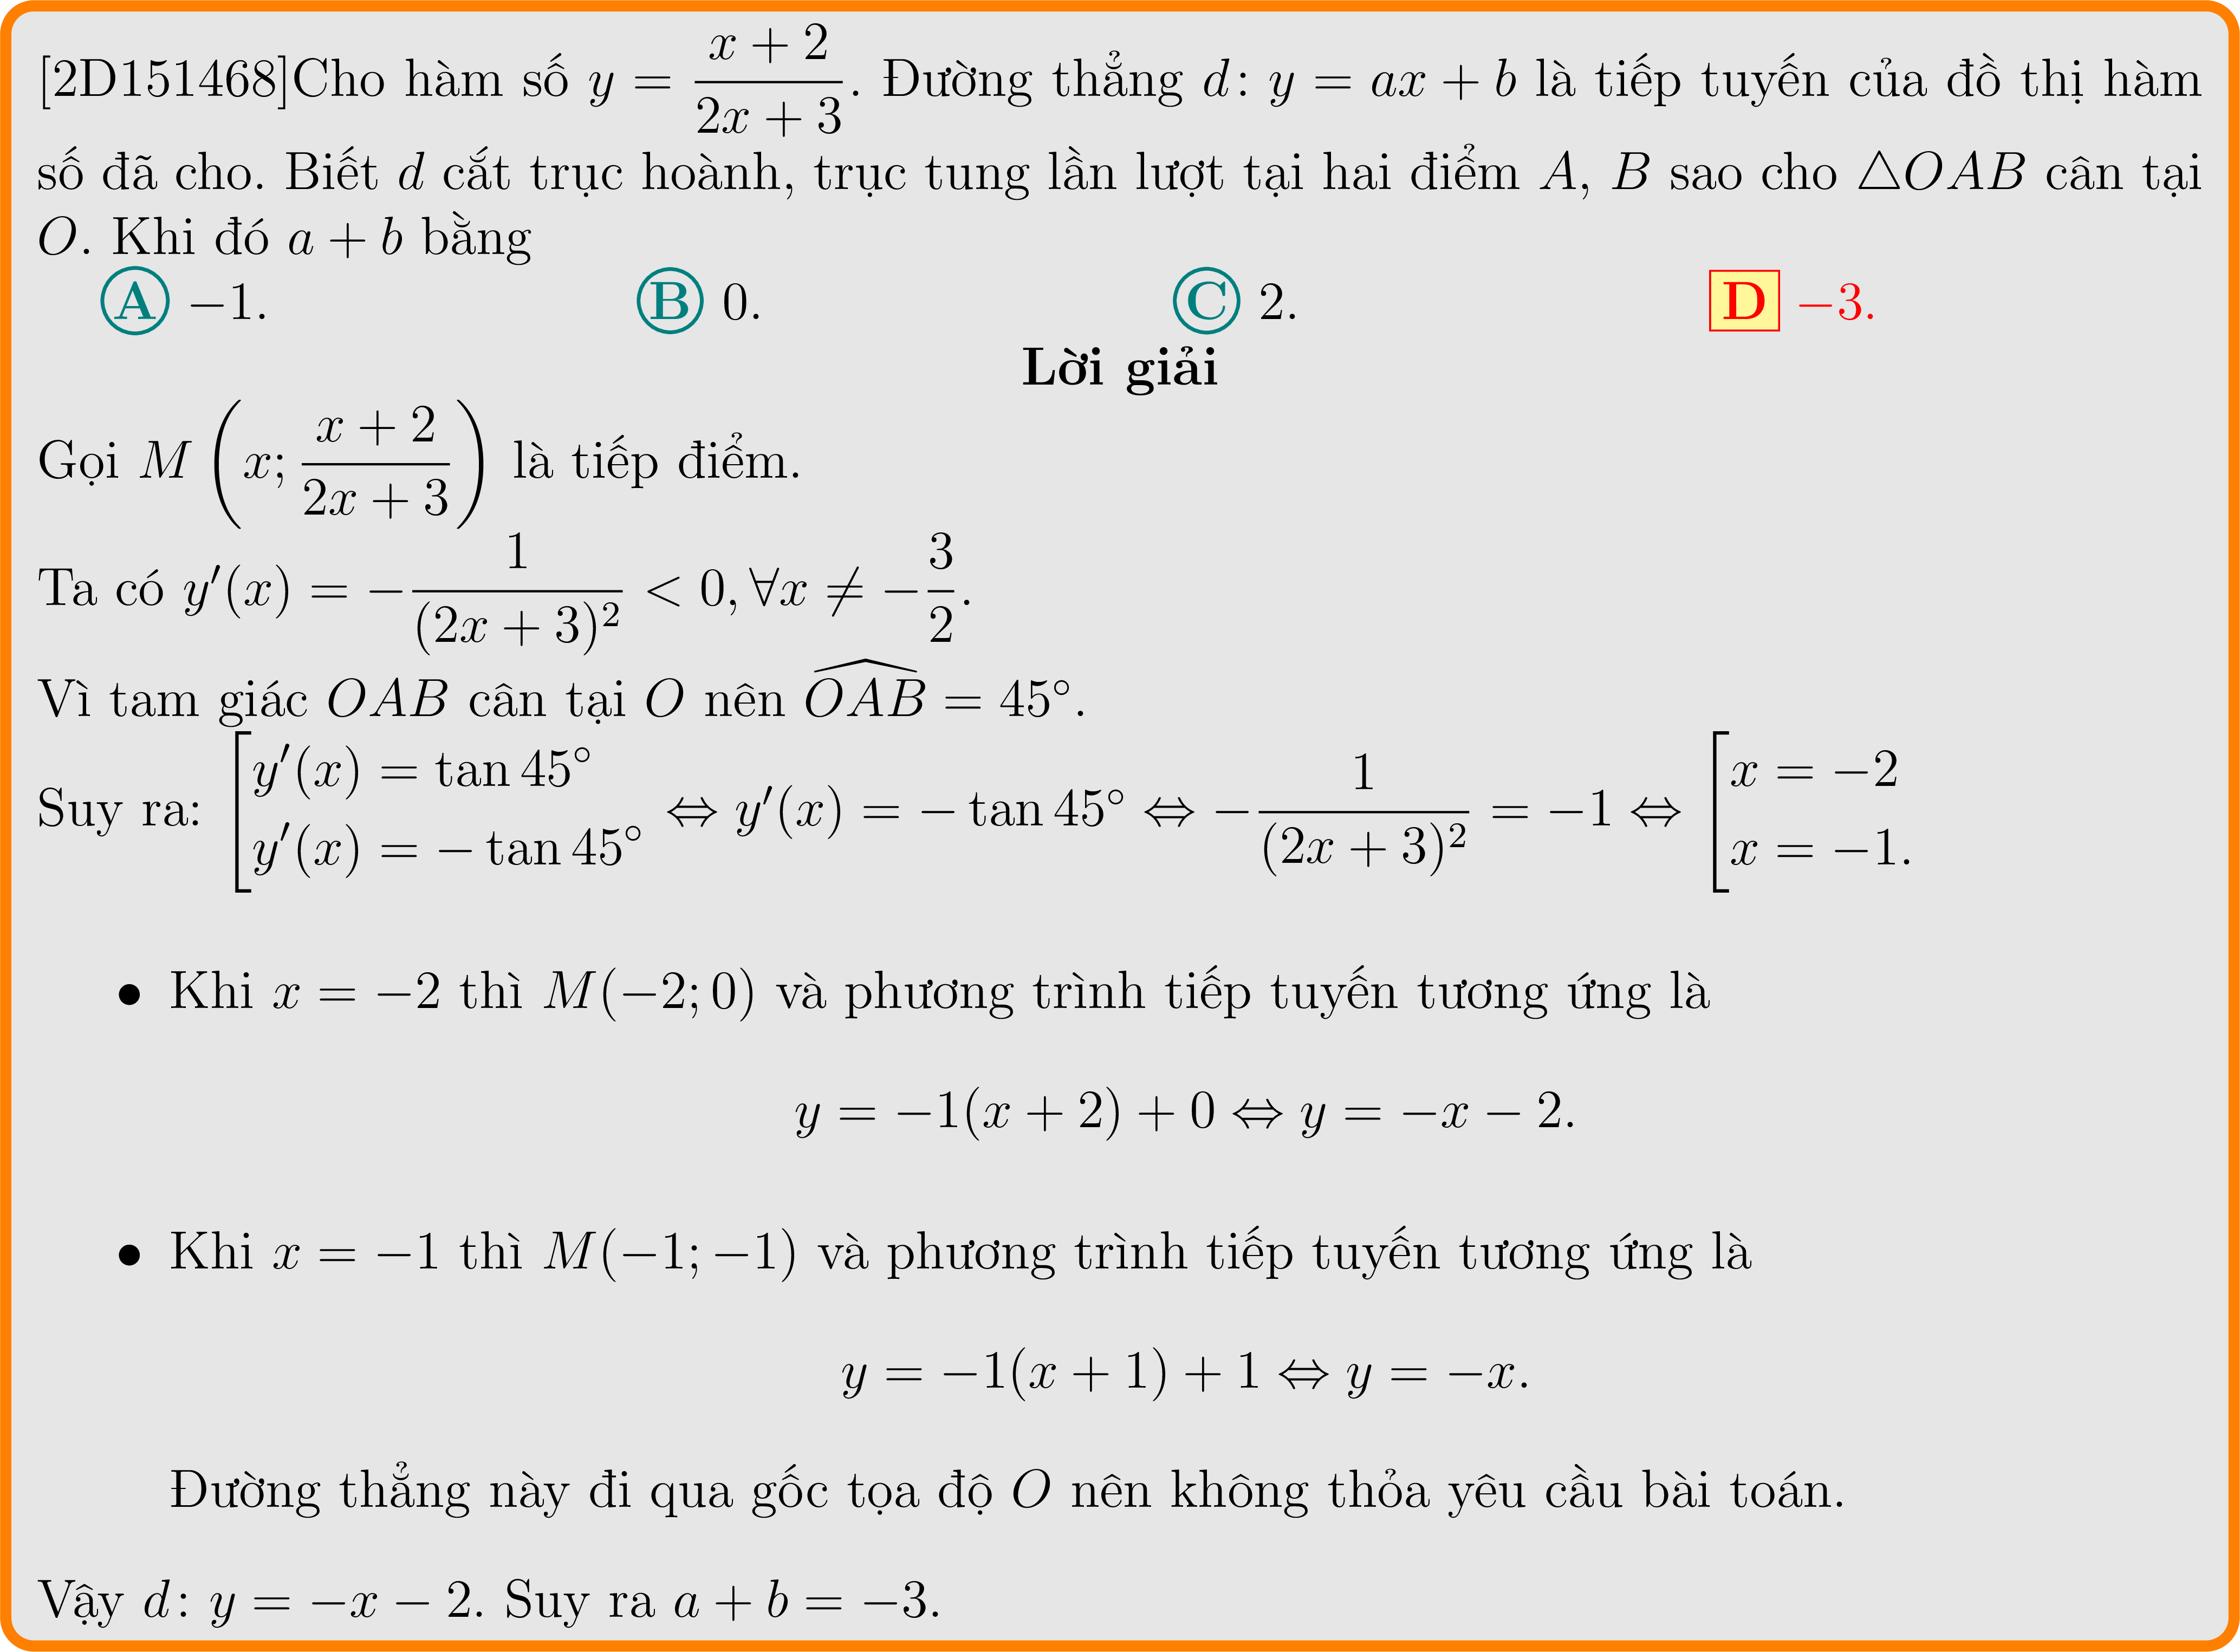 [2D151468]Cho hàm số $y = \dfrac{x+2}{2x+3}$. Đường thẳng $d\colon y = ax + b$ là tiếp tuyến của đồ thị hàm
số đã cho. Biết $d$ cắt trục hoành, trục tung lần lượt tại hai điểm $A$, $B$ sao cho $\triangle OAB$ cân tại
$O$. Khi đó $a + b$ bằng
A −1. B 0. C 2. D −3.
Lời giải
Gọi $M\left(x; \dfrac{x+2}{2x+3}\right)$ là tiếp điểm.
Ta có $y'(x) = -\dfrac{1}{(2x+3)^2} < 0, \forall x \neq -\dfrac{3}{2}$.
Vì tam giác $OAB$ cân tại $O$ nên $\widehat{OAB} = 45^\circ$.
Suy ra: $\left[\begin{array}{l} y'(x) = \tan 45^\circ \\ y'(x) = -\tan 45^\circ \end{array}\right. \Leftrightarrow y'(x) = -\tan 45^\circ \Leftrightarrow -\dfrac{1}{(2x+3)^2} = -1 \Leftrightarrow \left[\begin{array}{l} x = -2 \\ x = -1. \end{array}\right.$
• Khi $x = -2$ thì $M(-2; 0)$ và phương trình tiếp tuyến tương ứng là
$y = -1(x + 2) + 0 \Leftrightarrow y = -x - 2.$
• Khi $x = -1$ thì $M(-1; -1)$ và phương trình tiếp tuyến tương ứng là
$y = -1(x + 1) + 1 \Leftrightarrow y = -x.$
Đường thẳng này đi qua gốc tọa độ $O$ nên không thỏa yêu cầu bài toán.
Vậy $d\colon y = -x - 2$. Suy ra $a + b = -3$.